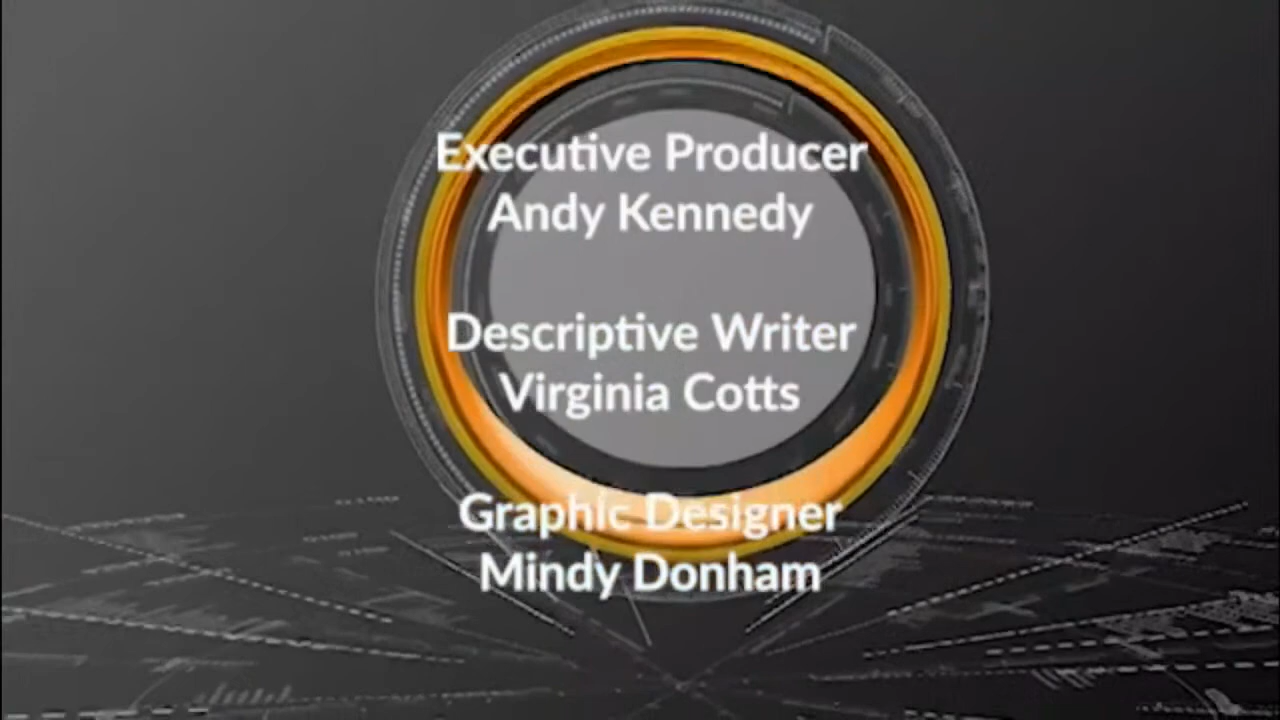 Executive Producer
Andy Kennedy
Descriptive Writer
Virginia Cotts
Graphic Designer
Mindy Donham